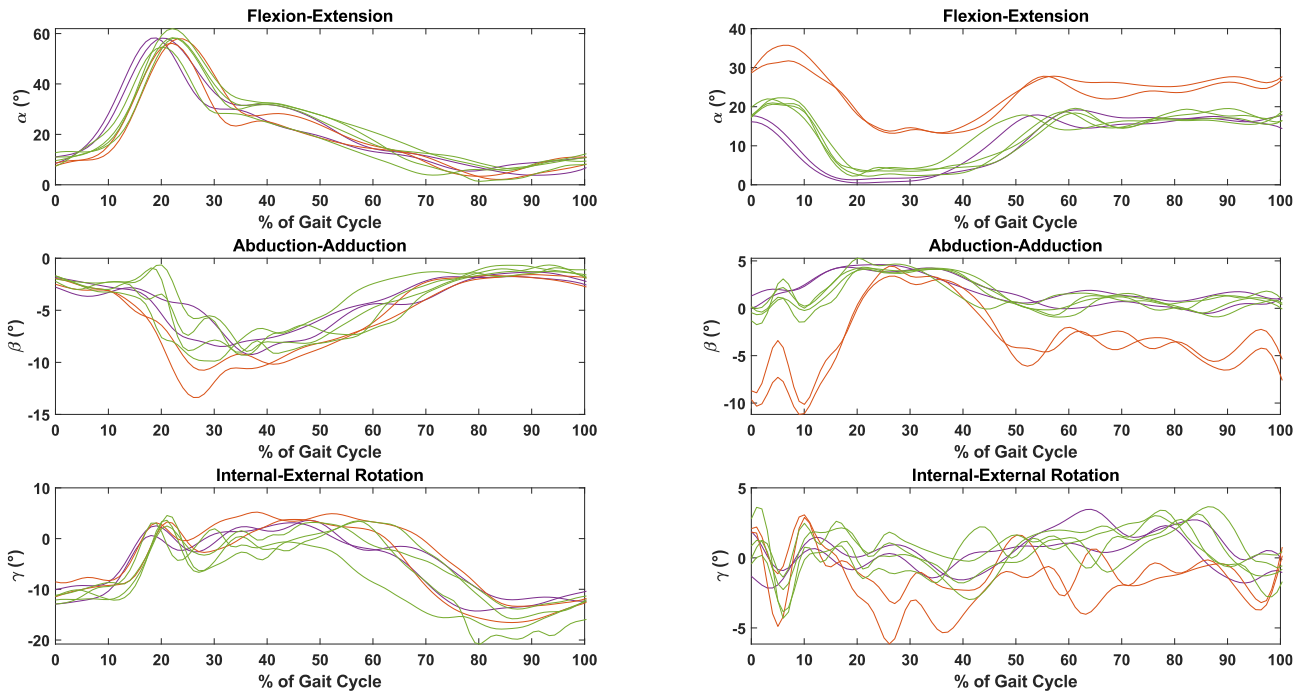 Flexion-Extension
60
40
20
0
α (°)
0 10 20 30 40 50 60 70 80 90 100
% of Gait Cycle
Flexion-Extension
40
30
20
10
0
α (°)
0 10 20 30 40 50 60 70 80 90 100
% of Gait Cycle
Abduction-Adduction
0
-5
-10
-15
β (°)
0 10 20 30 40 50 60 70 80 90 100
% of Gait Cycle
Abduction-Adduction
5
0
-5
-10
β (°)
0 10 20 30 40 50 60 70 80 90 100
% of Gait Cycle
Internal-External Rotation
10
0
-10
-20
γ (°)
0 10 20 30 40 50 60 70 80 90 100
% of Gait Cycle
Internal-External Rotation
5
0
-5
γ (°)
0 10 20 30 40 50 60 70 80 90 100
% of Gait Cycle